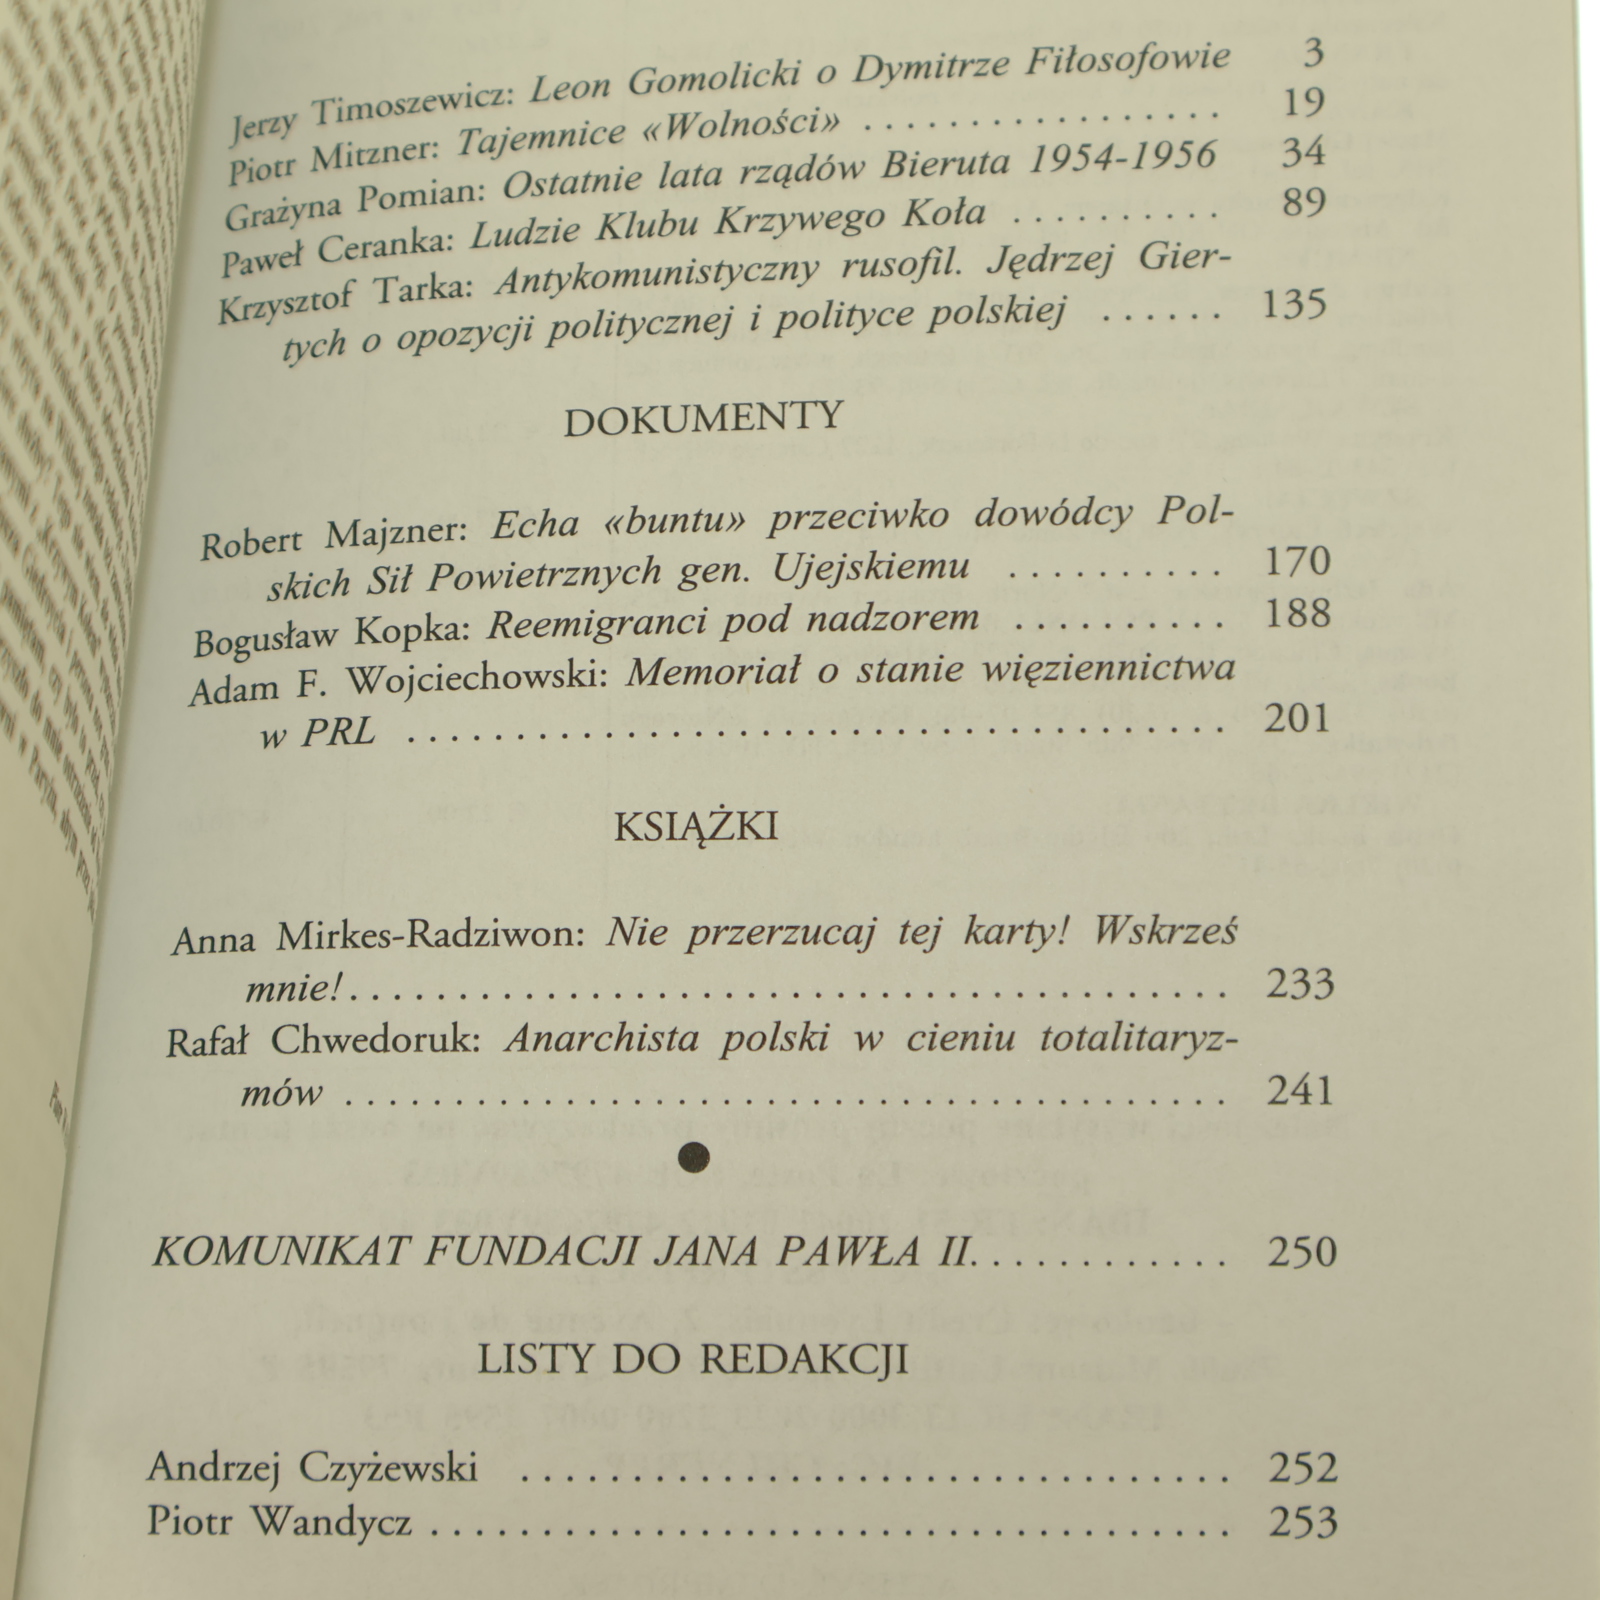 Jerzy Timoszewicz: Leon Gomolicki o Dymitrze Fiłosofowie 3
Piotr Mitzner: Tajemnice «Wolności» . . . . . . . . . . . . . . . . . 19
Grażyna Pomian: Ostatnie lata rządów Bieruta 1954-1956 34
Paweł Ceranka: Ludzie Klubu Krzywego Koła . . . . . . . . . . 89
Krzysztof Tarka: Antykomunistyczny rusofil. Jędrzej Gier-
tych o opozycji politycznej i polityce polskiej . . . . . . 135
DOKUMENTY
Robert Majzner: Echa «buntu» przeciwko dowódcy Pol-
skich Sił Powietrznych gen. Ujejskiemu . . . . . . . . . . 170
Bogusław Kopka: Reemigranci pod nadzorem . . . . . . . . . . 188
Adam F. Wojciechowski: Memoriał o stanie więziennictwa
w PRL . . . . . . . . . . . . . . . . . . . . . . . . . . . . . . . . 201
KSIĄŻKI
Anna Mirkes-Radziwon: Nie przerzucaj tej karty! Wskrześ
mnie! . . . . . . . . . . . . . . . . . . . . . . . . . . . . . . . . . . 233
Rafał Chwedoruk: Anarchista polski w cieniu totalitaryz-
mów . . . . . . . . . . . . . . . . . . . . . . . . . . . . . . . . . . 241
●
KOMUNIKAT FUNDACJI JANA PAWŁA II. . . . . . . . . . . 250
LISTY DO REDAKCJI
Andrzej Czyżewski . . . . . . . . . . . . . . . . . . . . . . . . . . . 252
Piotr Wandycz . . . . . . . . . . . . . . . . . . . . . . . . . . . . . . 253